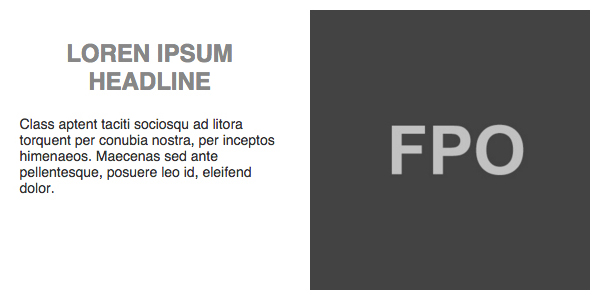 LOREN IPSUM
HEADLINE
Class aptent taciti sociosqu ad litora
torquent per conubia nostra, per inceptos
himenaeos. Maecenas sed ante
pellentesque, posuere leo id, eleifend
dolor.
FPO